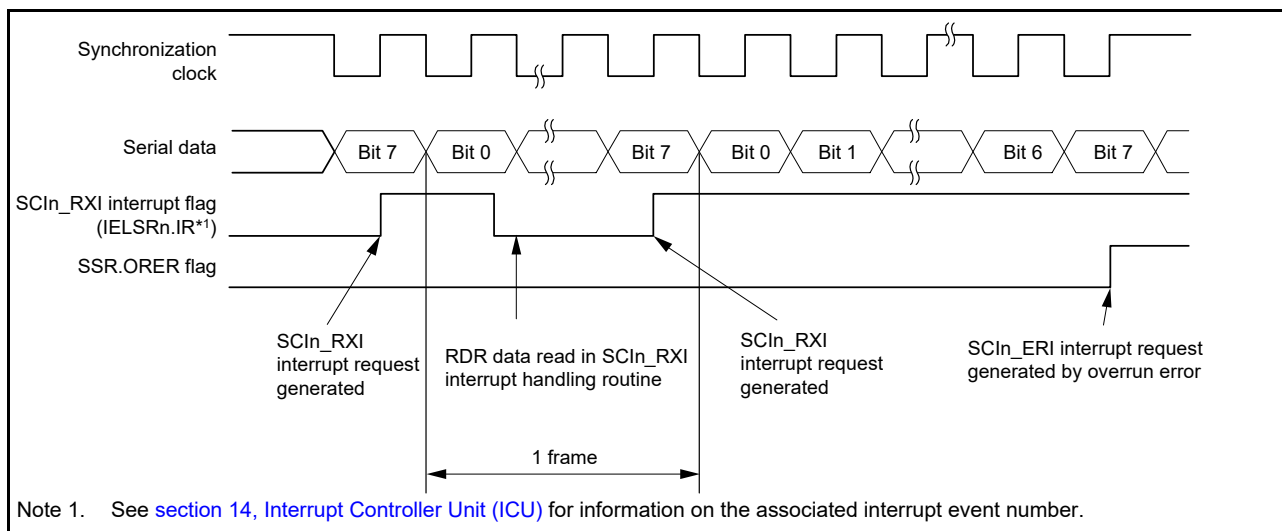 Synchronization
clock
Serial data
Bit 7
Bit 0
Bit 7
Bit 0
Bit 1
Bit 6
Bit 7
SCIn_RXI interrupt flag
(IELSRn.IR*1)
SSR.ORER flag
SCIn_RXI
interrupt request
generated
RDR data read in SCIn_RXI
interrupt handling routine
SCIn_RXI
interrupt request
generated
SCIn_ERI interrupt request
generated by overrun error
1 frame
Note 1. See section 14, Interrupt Controller Unit (ICU) for information on the associated interrupt event number.